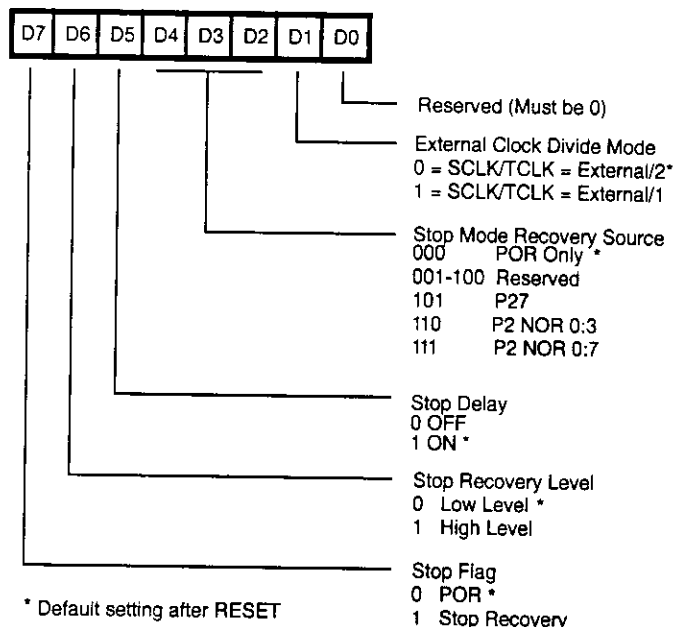 D7 D6 D5 D4 D3 D2 D1 D0
Reserved (Must be 0)
External Clock Divide Mode
0 = SCLK/TCLK = External/2*
1 = SCLK/TCLK = External/1
Stop Mode Recovery Source
000 POR Only *
001-100 Reserved
101 P27
110 P2 NOR 0:3
111 P2 NOR 0:7
Stop Delay
0 OFF
1 ON *
Stop Recovery Level
0 Low Level *
1 High Level
Stop Flag
0 POR *
1 Stop Recovery
* Default setting after RESET